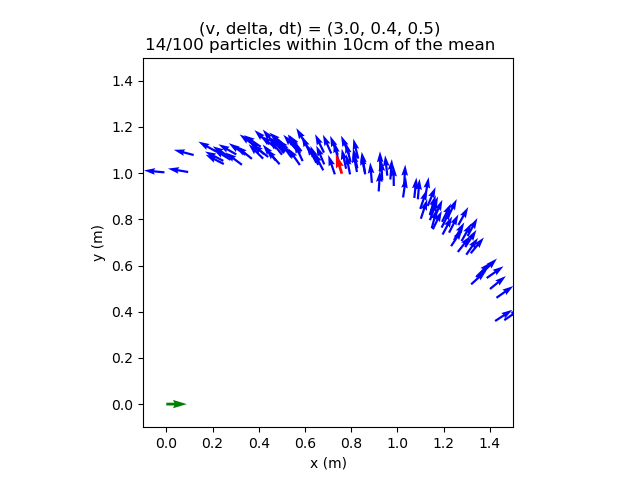 (v, delta, dt) = (3.0, 0.4, 0.5)
14/100 particles within 10cm of the mean
1.4
1.2
1.0
0.8
0.6
0.4
0.2
0.0
y (m)
0.0 0.2 0.4 0.6 0.8 1.0 1.2 1.4
x (m)